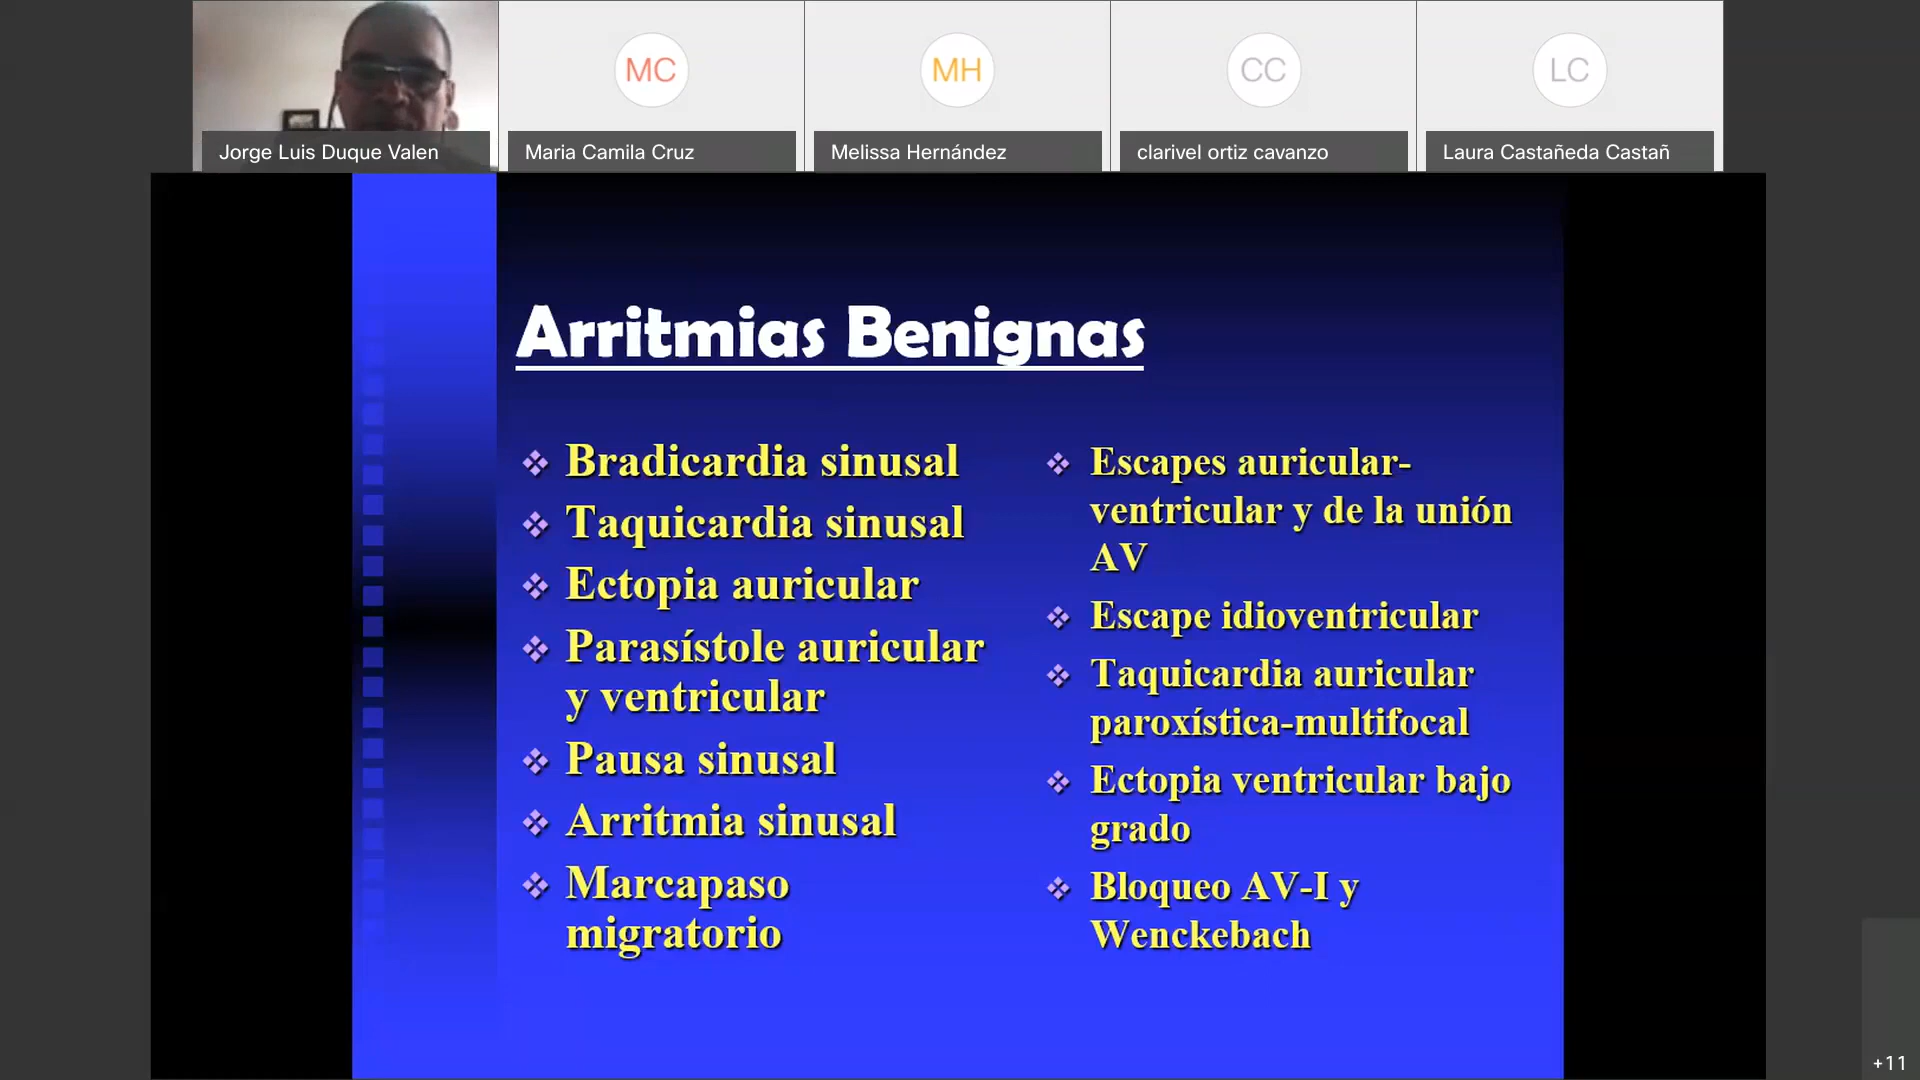 MC
MH
CC
LC
Jorge Luis Duque Valen
Maria Camila Cruz
Melissa Hernández
clarivel ortiz cavanzo
Laura Castañeda Castañ
Arritmias Benignas
Bradicardia sinusal
Taquicardia sinusal
Ectopia auricular
Parasístole auricular
y ventricular
Pausa sinusal
Arritmia sinusal
Marcapaso
migratorio
Escapes auricular-
ventricular y de la unión
AV
Escape idioventricular
Taquicardia auricular
paroxística-multifocal
Ectopia ventricular bajo
grado
Bloqueo AV-I y
Wenckebach
+11